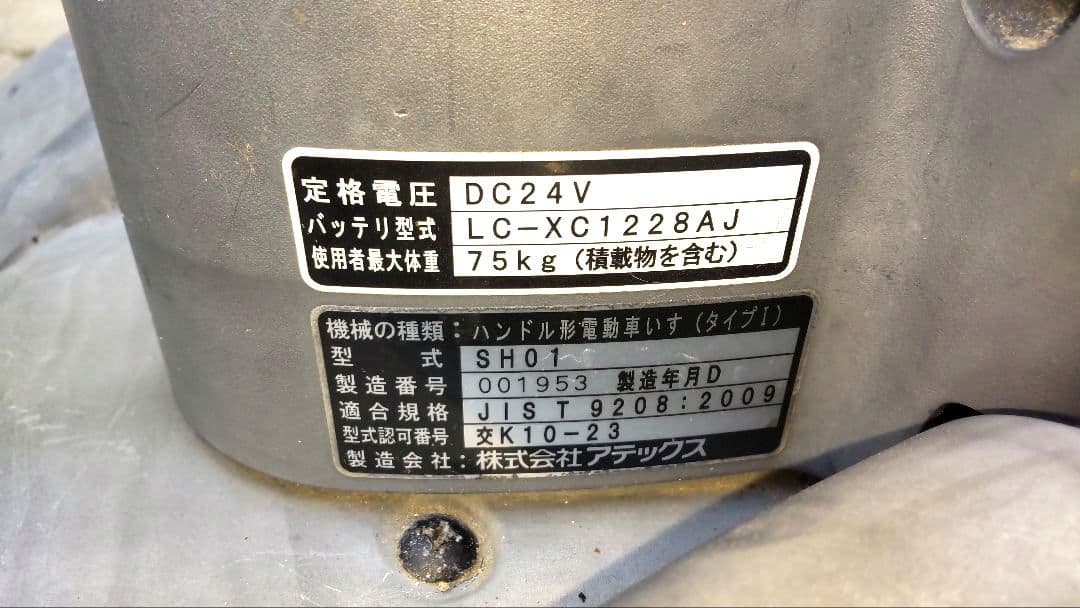 定格電圧 DC24V
バッテリ型式 LC-XC1228AJ
使用者最大体重 75kg (積載物を含む)
機械の種類：ハンドル形電動車いす (タイプⅠ)
型式 SH01
製造番号 001953 製造年月D
適合規格 JIS T 9208：2009
型式認可番号 交K10-23
製造会社：株式会社アテックス